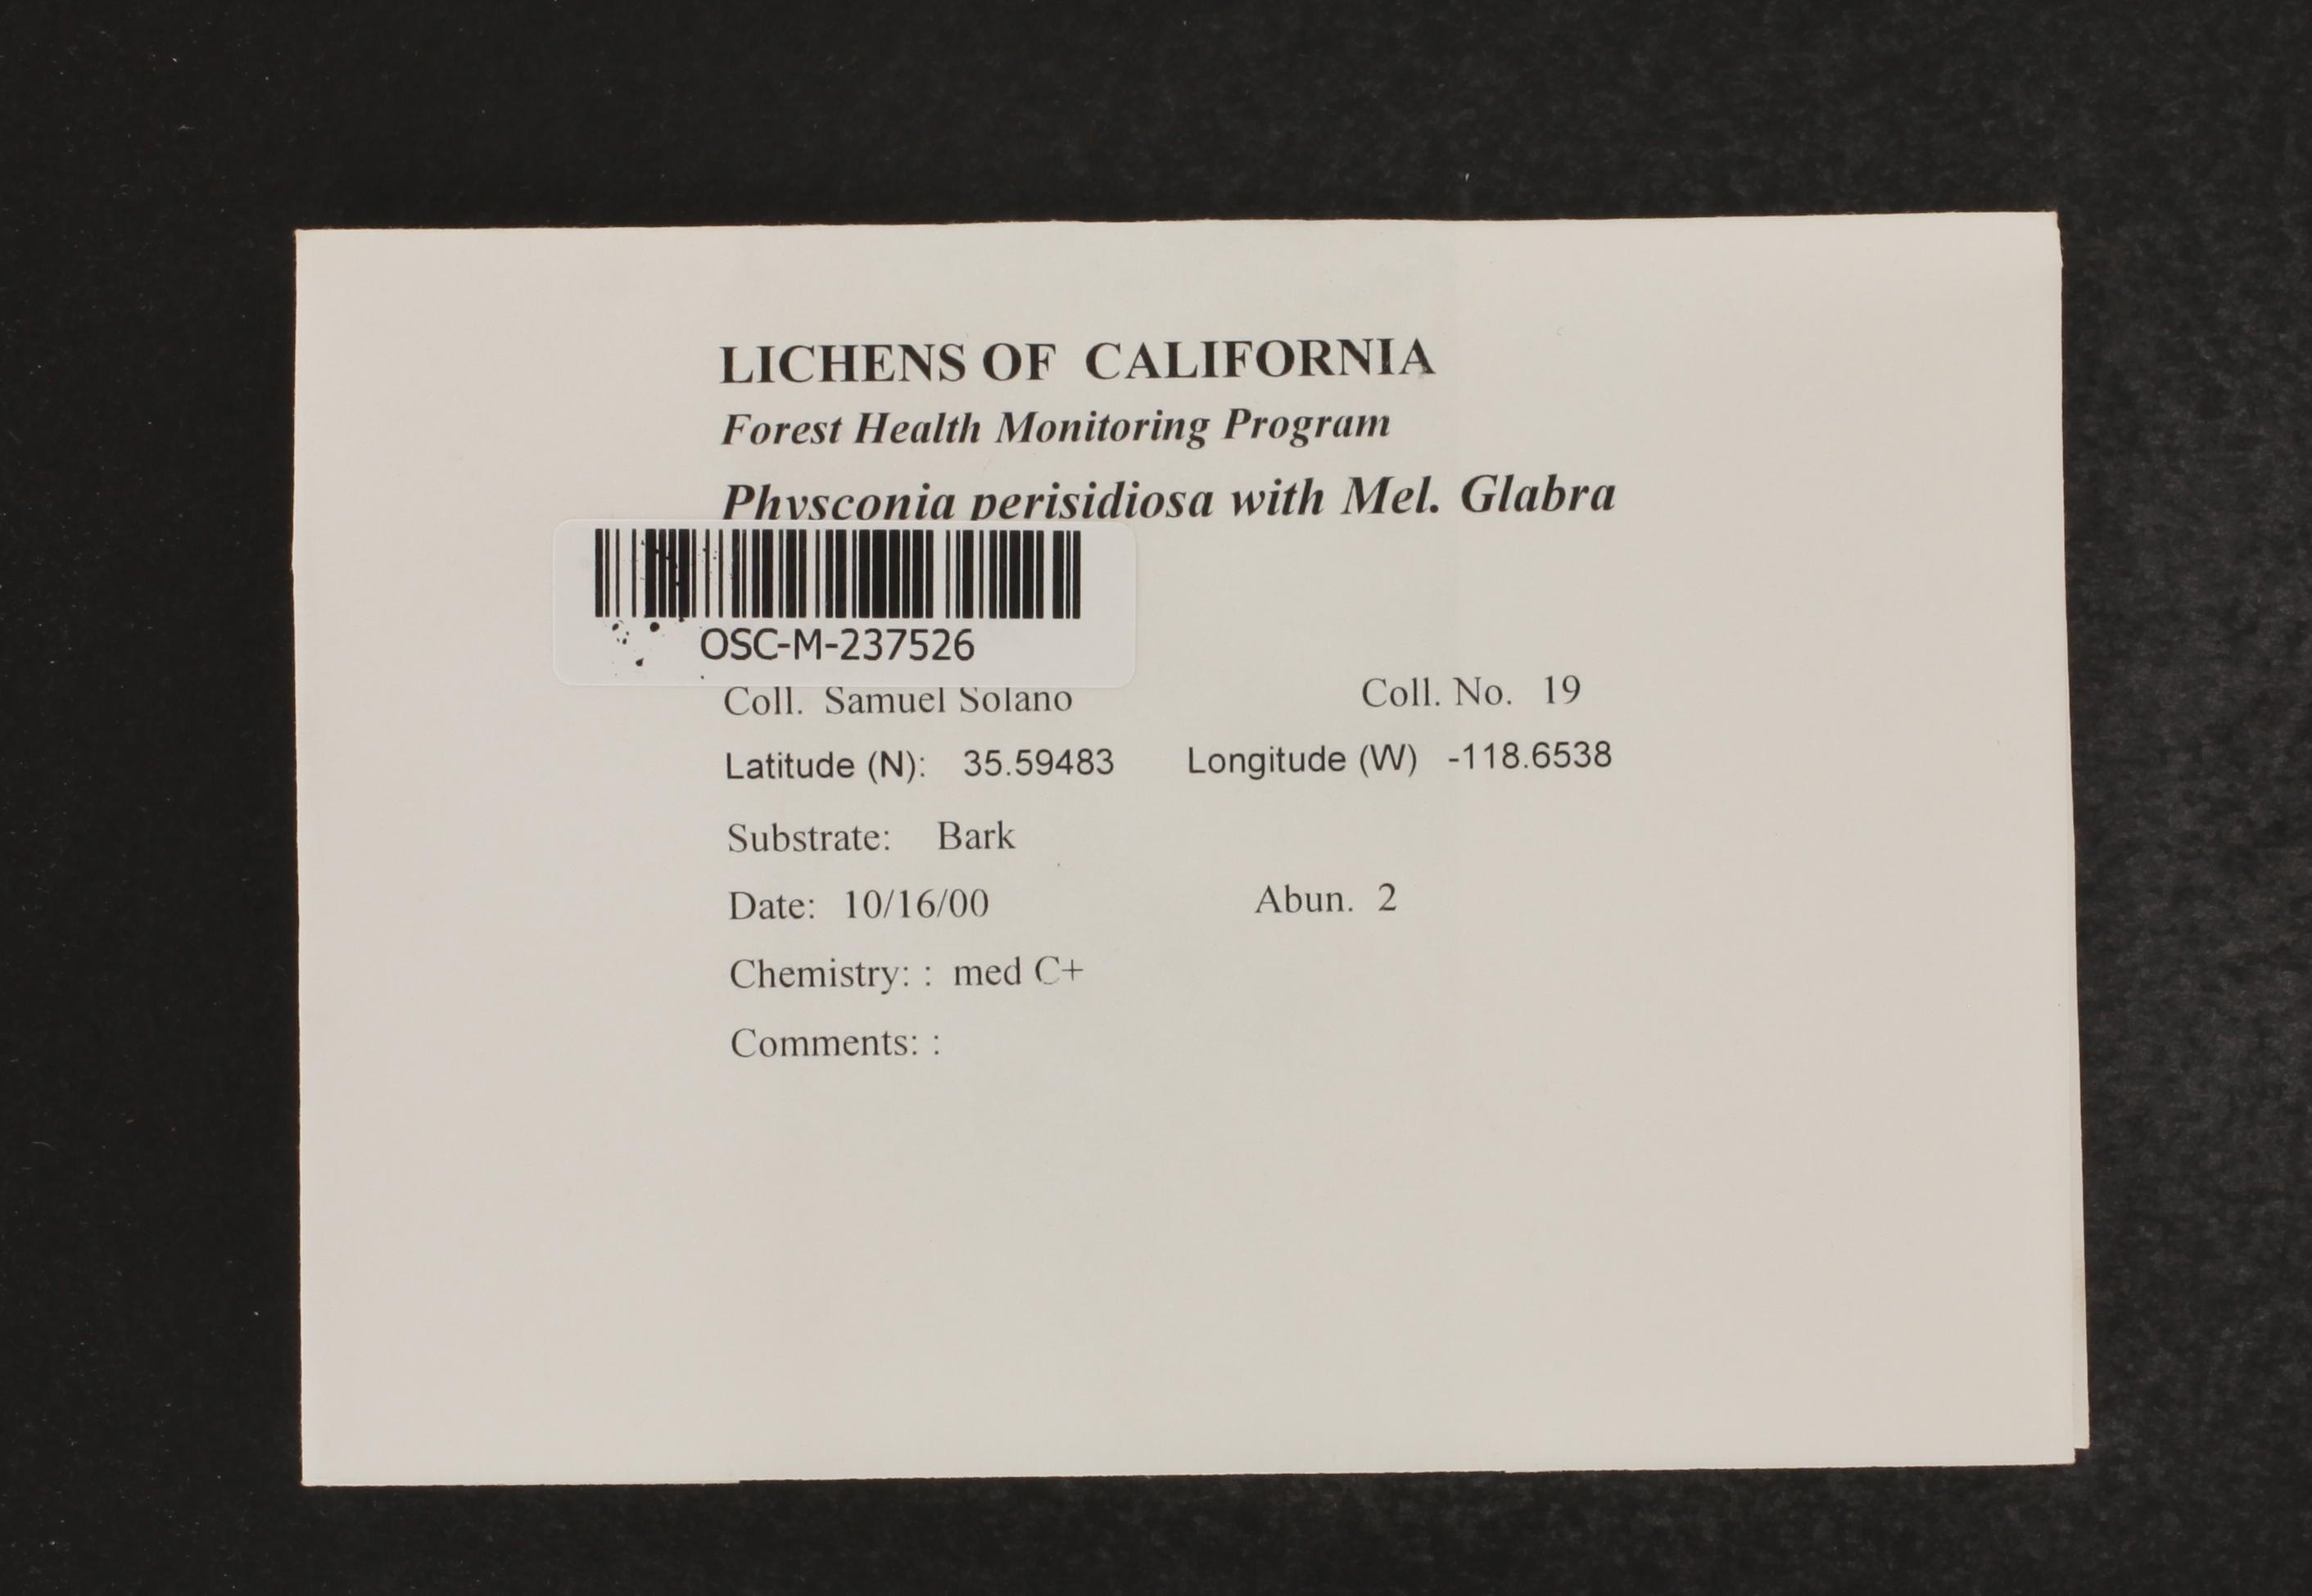 LICHENS OF CALIFORNIA
Forest Health Monitoring Program
Physconia perisidiosa with Mel. Glabra
OSC-M-237526
Coll. Samuel Solano Coll. No. 19
Latitude (N): 35.59483 Longitude (W) -118.6538
Substrate: Bark
Date: 10/16/00 Abun. 2
Chemistry: : med C+
Comments: :